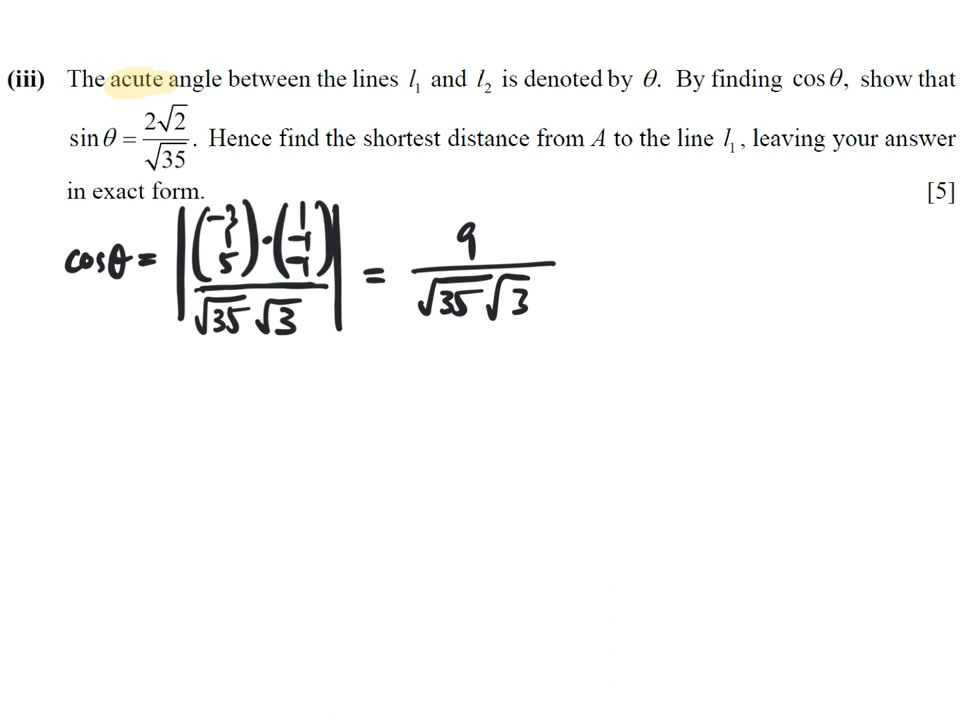 (iii) The acute angle between the lines l₁ and l₂ is denoted by θ. By finding cos θ, show that
sin θ = 2√2/√35. Hence find the shortest distance from A to the line l₁, leaving your answer
in exact form. [5]
cosθ = |(-3 1 5)·(1 -1 -1) / √35 √3| = 9 / √35 √3